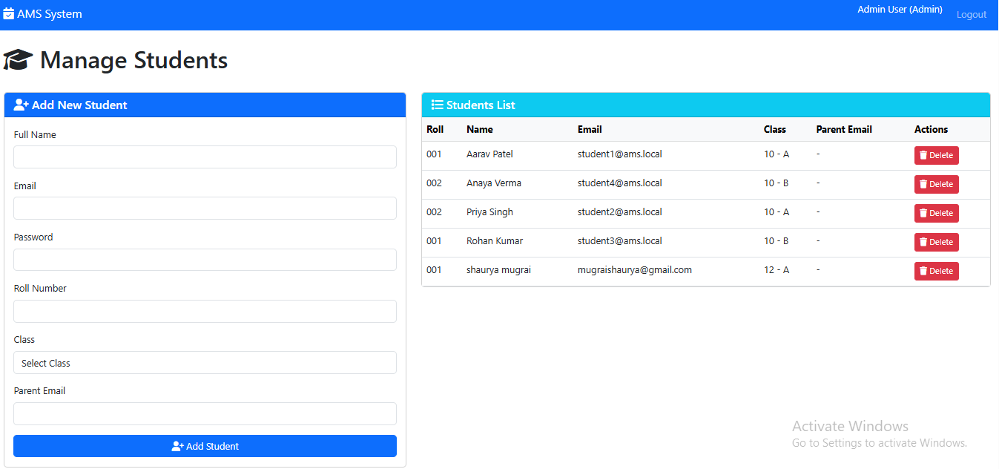 AMS System
Admin User (Admin)
Logout
Manage Students
Add New Student
Full Name
Email
Password
Roll Number
Class
Select Class
Parent Email
Add Student
Students List
Roll Name Email Class Parent Email Actions
001 Aarav Patel student1@ams.local 10 - A - Delete
002 Anaya Verma student4@ams.local 10 - B - Delete
002 Priya Singh student2@ams.local 10 - A - Delete
001 Rohan Kumar student3@ams.local 10 - B - Delete
001 shaurya mugrai mugraishaurya@gmail.com 12 - A - Delete
Activate Windows
Go to Settings to activate Windows.